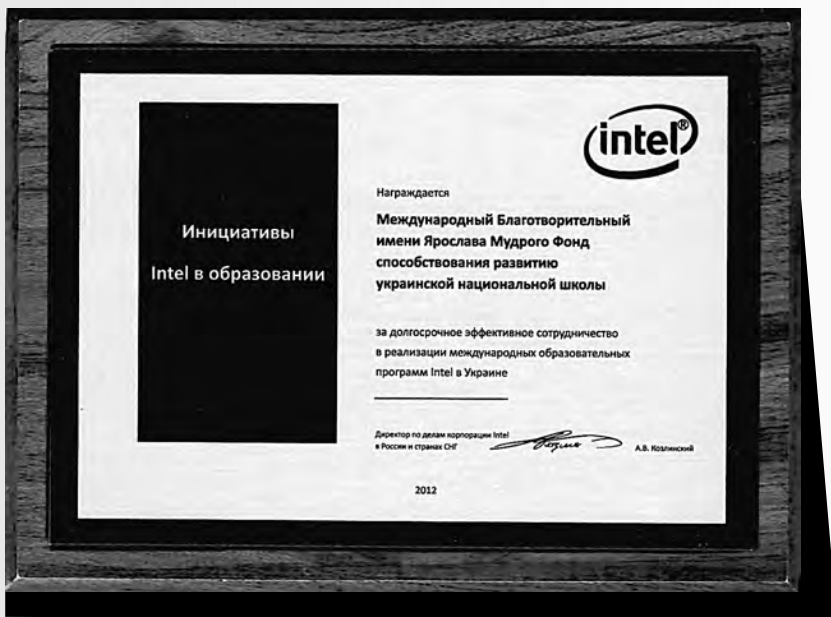 Инициативы
Intel в образовании
intel®
Награждается
Международный Благотворительный
имени Ярослава Мудрого Фонд
способствования развитию
украинской национальной школы
за долгосрочное эффективное сотрудничество
в реализации международных образовательных
программ Intel в Украине
Директор по делам корпорации Intel
в России и странах СНГ
А.В. Козлинский
2012